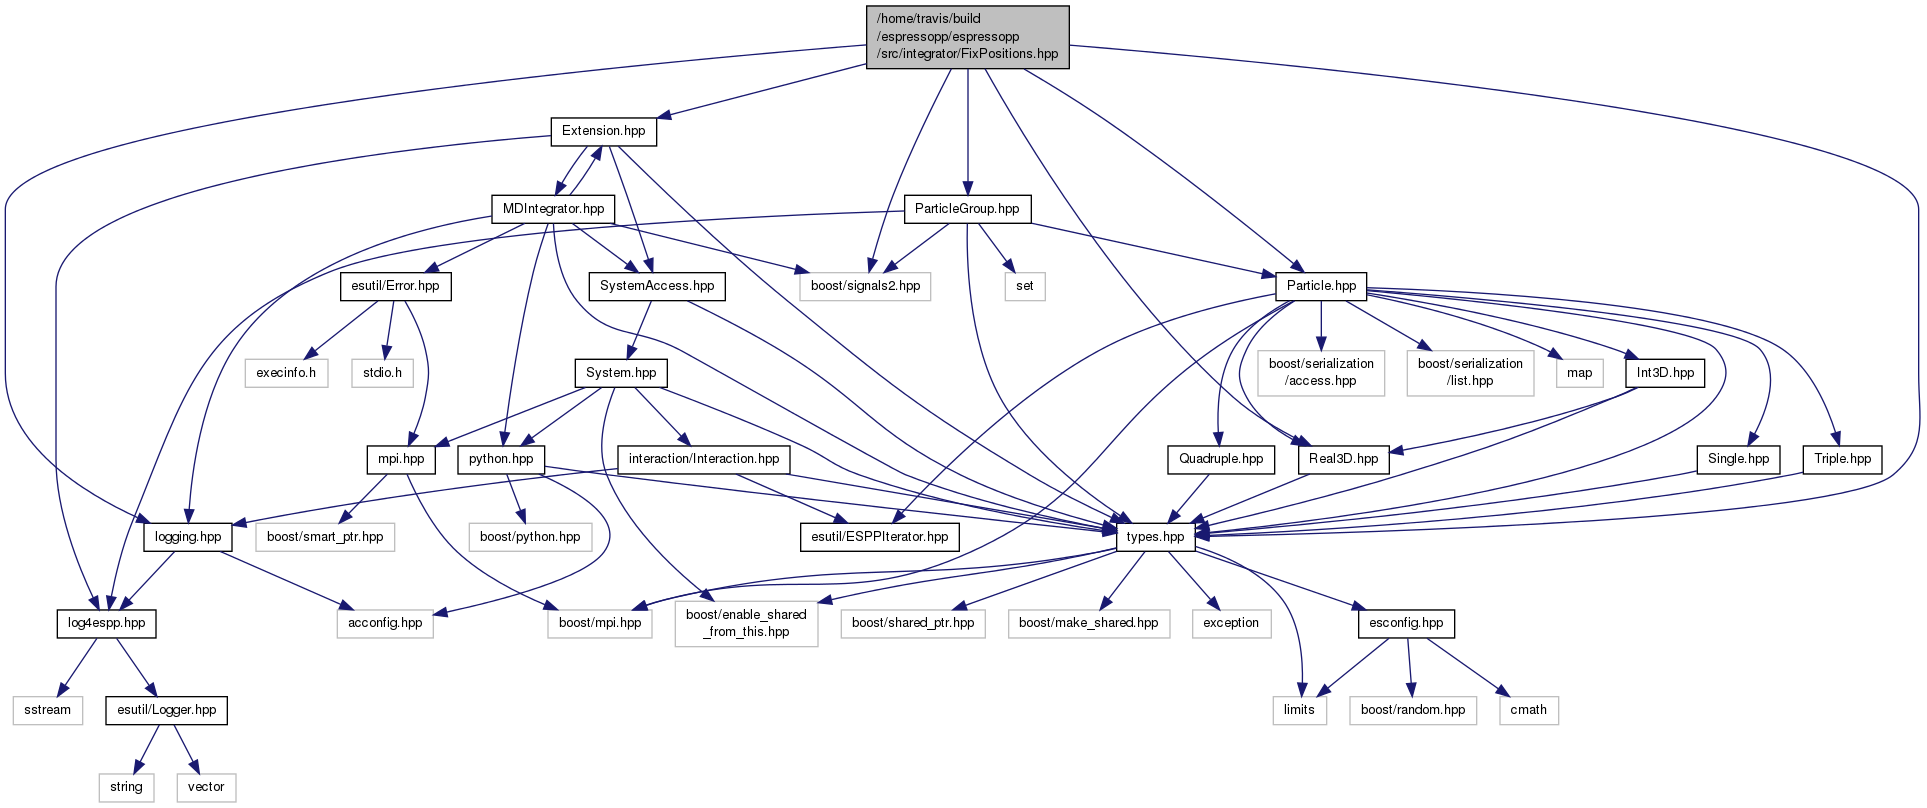 /home/travis/build
/espressopp/espressopp
/src/integrator/FixPositions.hpp
Extension.hpp
MDIntegrator.hpp
ParticleGroup.hpp
esutil/Error.hpp
SystemAccess.hpp
boost/signals2.hpp
set
Particle.hpp
execinfo.h
stdio.h
System.hpp
boost/serialization
/access.hpp
boost/serialization
/list.hpp
map
Int3D.hpp
mpi.hpp
python.hpp
interaction/Interaction.hpp
Quadruple.hpp
Real3D.hpp
Single.hpp
Triple.hpp
logging.hpp
boost/smart_ptr.hpp
boost/python.hpp
esutil/ESPPIterator.hpp
types.hpp
log4espp.hpp
acconfig.hpp
boost/mpi.hpp
boost/enable_shared
_from_this.hpp
boost/shared_ptr.hpp
boost/make_shared.hpp
exception
esconfig.hpp
sstream
esutil/Logger.hpp
limits
boost/random.hpp
cmath
string
vector